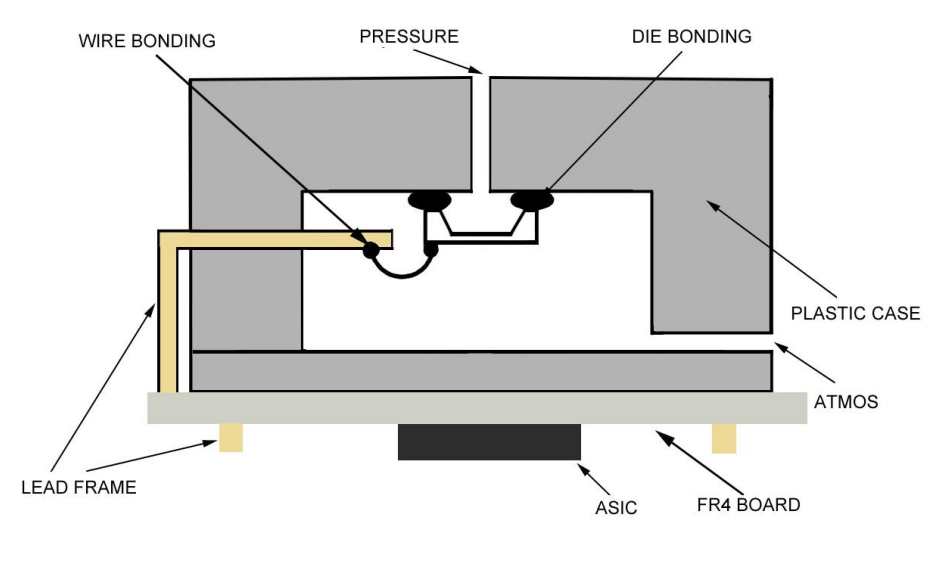 WIRE BONDING
PRESSURE
DIE BONDING
PLASTIC CASE
ATMOS
LEAD FRAME
ASIC
FR4 BOARD